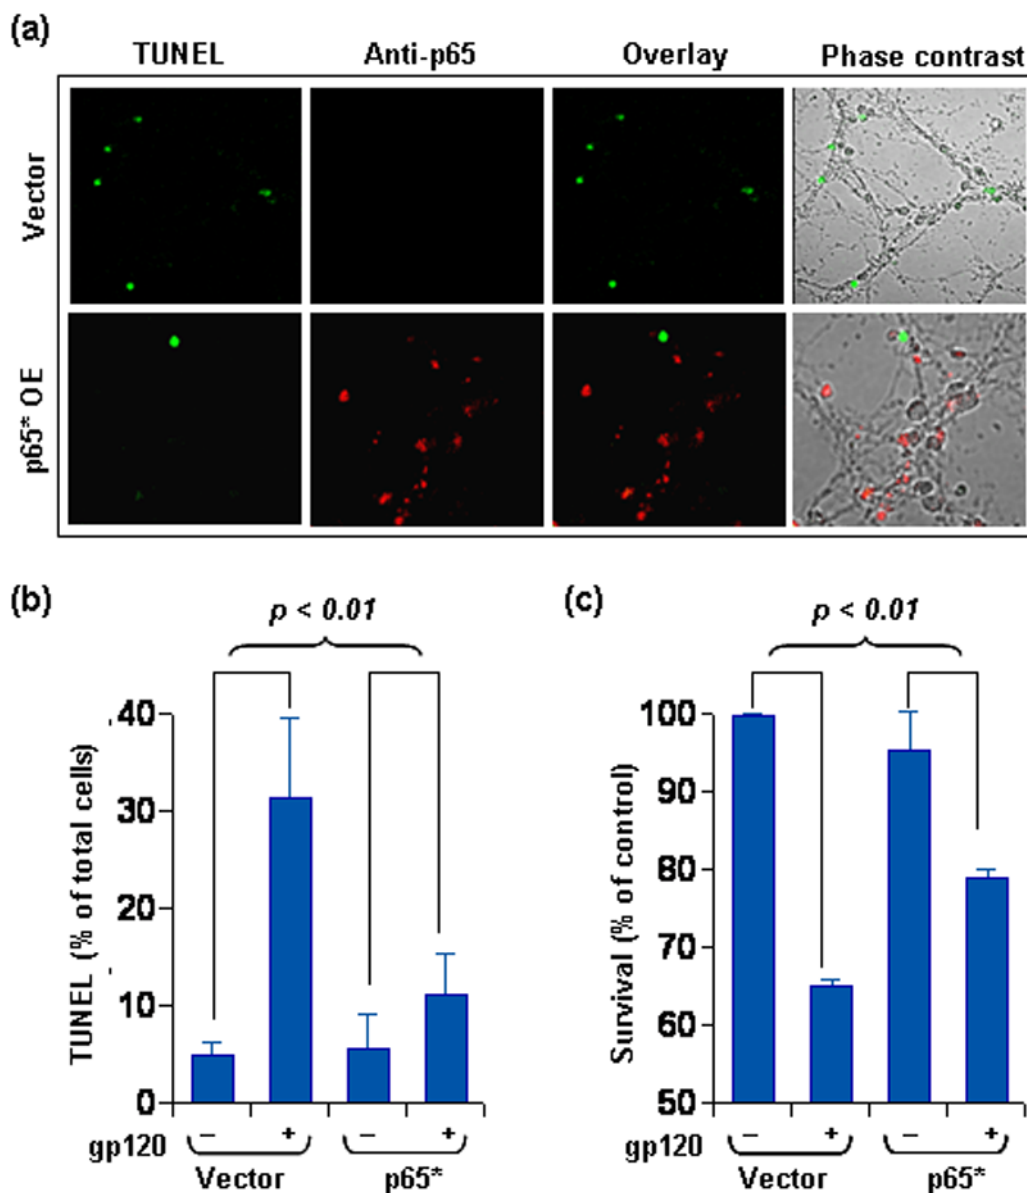 (a)
TUNEL Anti-p65 Overlay Phase contrast
Vector
p65* OE
(b)
p < 0.01
TUNEL (% of total cells)
40
30
20
10
0
gp120 − + − +
Vector p65*
(c)
p < 0.01
Survival (% of control)
100
90
80
70
60
50
gp120 − + − +
Vector p65*